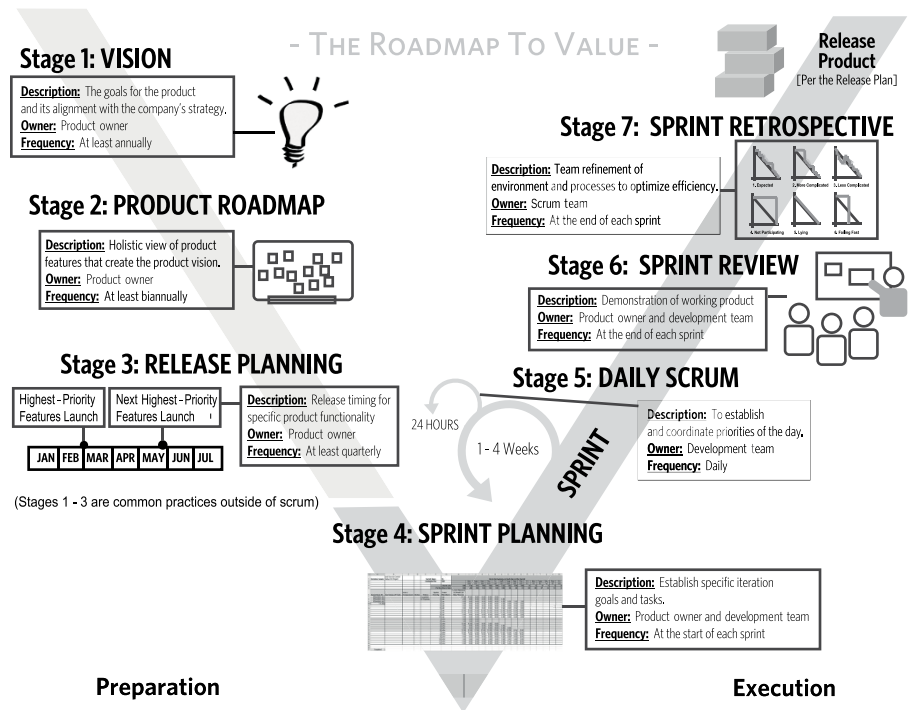 - THE ROADMAP TO VALUE -
Release
Product
[Per the Release Plan]
Stage 1: VISION
Description: The goals for the product
and its alignment with the company's strategy.
Owner: Product owner
Frequency: At least annually
Stage 2: PRODUCT ROADMAP
Description: Holistic view of product
features that create the product vision.
Owner: Product owner
Frequency: At least biannually
Stage 3: RELEASE PLANNING
Highest-Priority
Features Launch
Next Highest-Priority
Features Launch
JAN FEB MAR APR MAY JUN JUL
Description: Release timing for
specific product functionality
Owner: Product owner
Frequency: At least quarterly
(Stages 1 - 3 are common practices outside of scrum)
Stage 7: SPRINT RETROSPECTIVE
Description: Team refinement of
environment and processes to optimize efficiency.
Owner: Scrum team
Frequency: At the end of each sprint
1. Expected
2. More Complicated
3. Less Complicated
4. Not Participating
5. Lying
6. Failing Fast
Stage 6: SPRINT REVIEW
Description: Demonstration of working product
Owner: Product owner and development team
Frequency: At the end of each sprint
Stage 5: DAILY SCRUM
Description: To establish
and coordinate priorities of the day.
Owner: Development team
Frequency: Daily
24 HOURS
1 - 4 Weeks
SPRINT
Stage 4: SPRINT PLANNING
Description: Establish specific iteration
goals and tasks.
Owner: Product owner and development team
Frequency: At the start of each sprint
Preparation
Execution